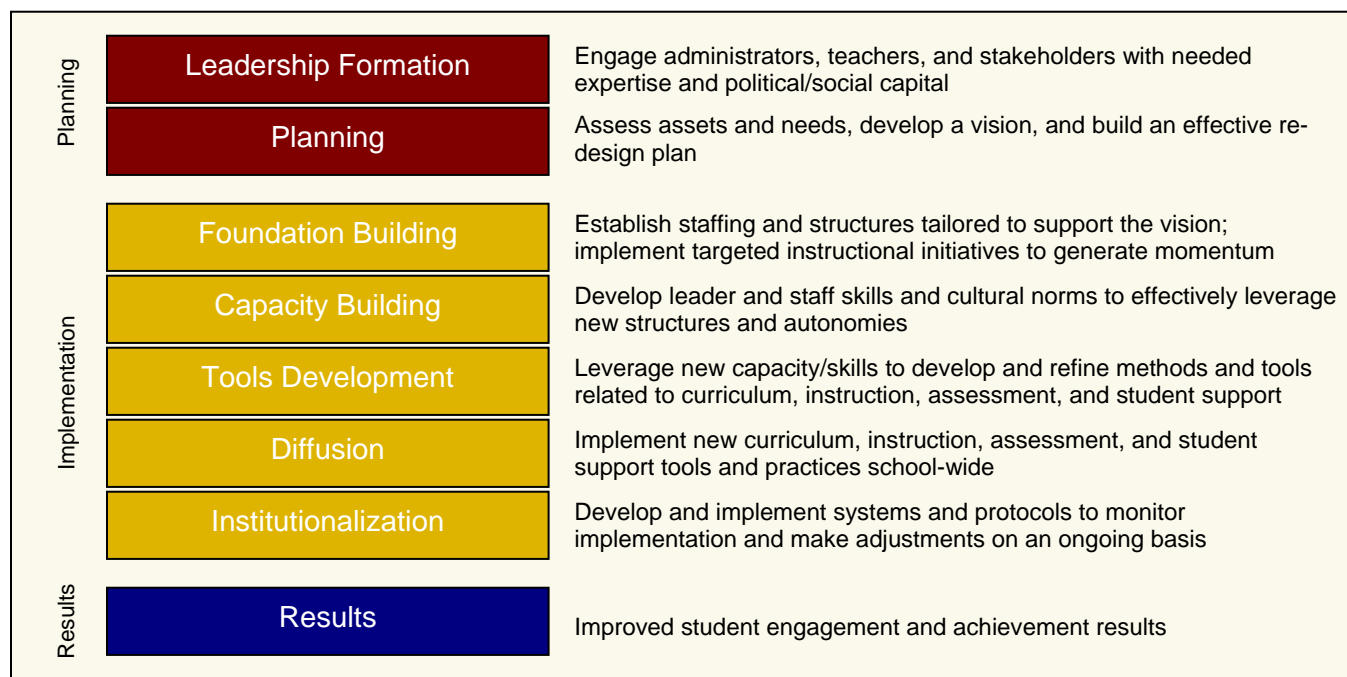 Planning
Leadership Formation
Engage administrators, teachers, and stakeholders with needed
expertise and political/social capital
Planning
Assess assets and needs, develop a vision, and build an effective re-
design plan
Implementation
Foundation Building
Establish staffing and structures tailored to support the vision;
implement targeted instructional initiatives to generate momentum
Capacity Building
Develop leader and staff skills and cultural norms to effectively leverage
new structures and autonomies
Tools Development
Leverage new capacity/skills to develop and refine methods and tools
related to curriculum, instruction, assessment, and student support
Diffusion
Implement new curriculum, instruction, assessment, and student
support tools and practices school-wide
Institutionalization
Develop and implement systems and protocols to monitor
implementation and make adjustments on an ongoing basis
Results
Results
Improved student engagement and achievement results